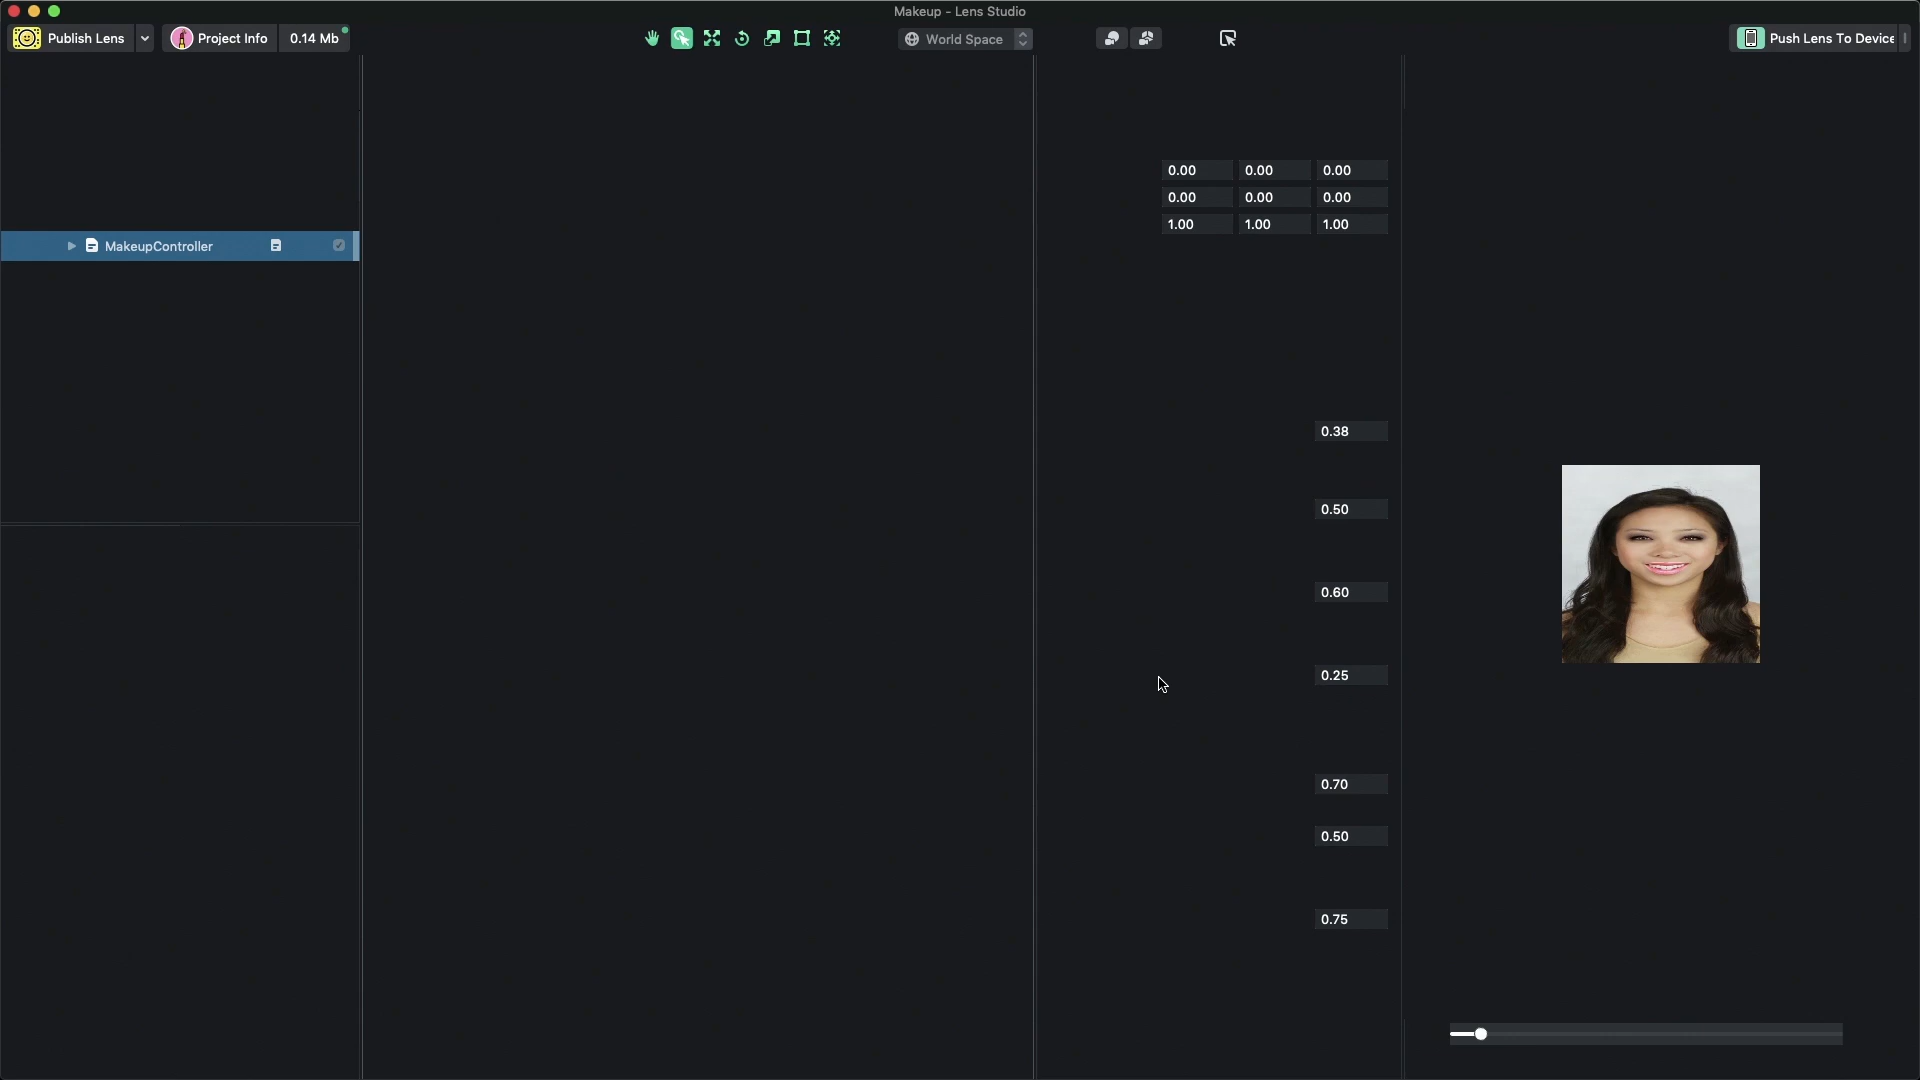 Makeup - Lens Studio
Publish Lens
Project Info
0.14 Mb
World Space
Push Lens To Device
MakeupController
0.00 0.00 0.00
0.00 0.00 0.00
1.00 1.00 1.00
0.38
0.50
0.60
0.25
0.70
0.50
0.75